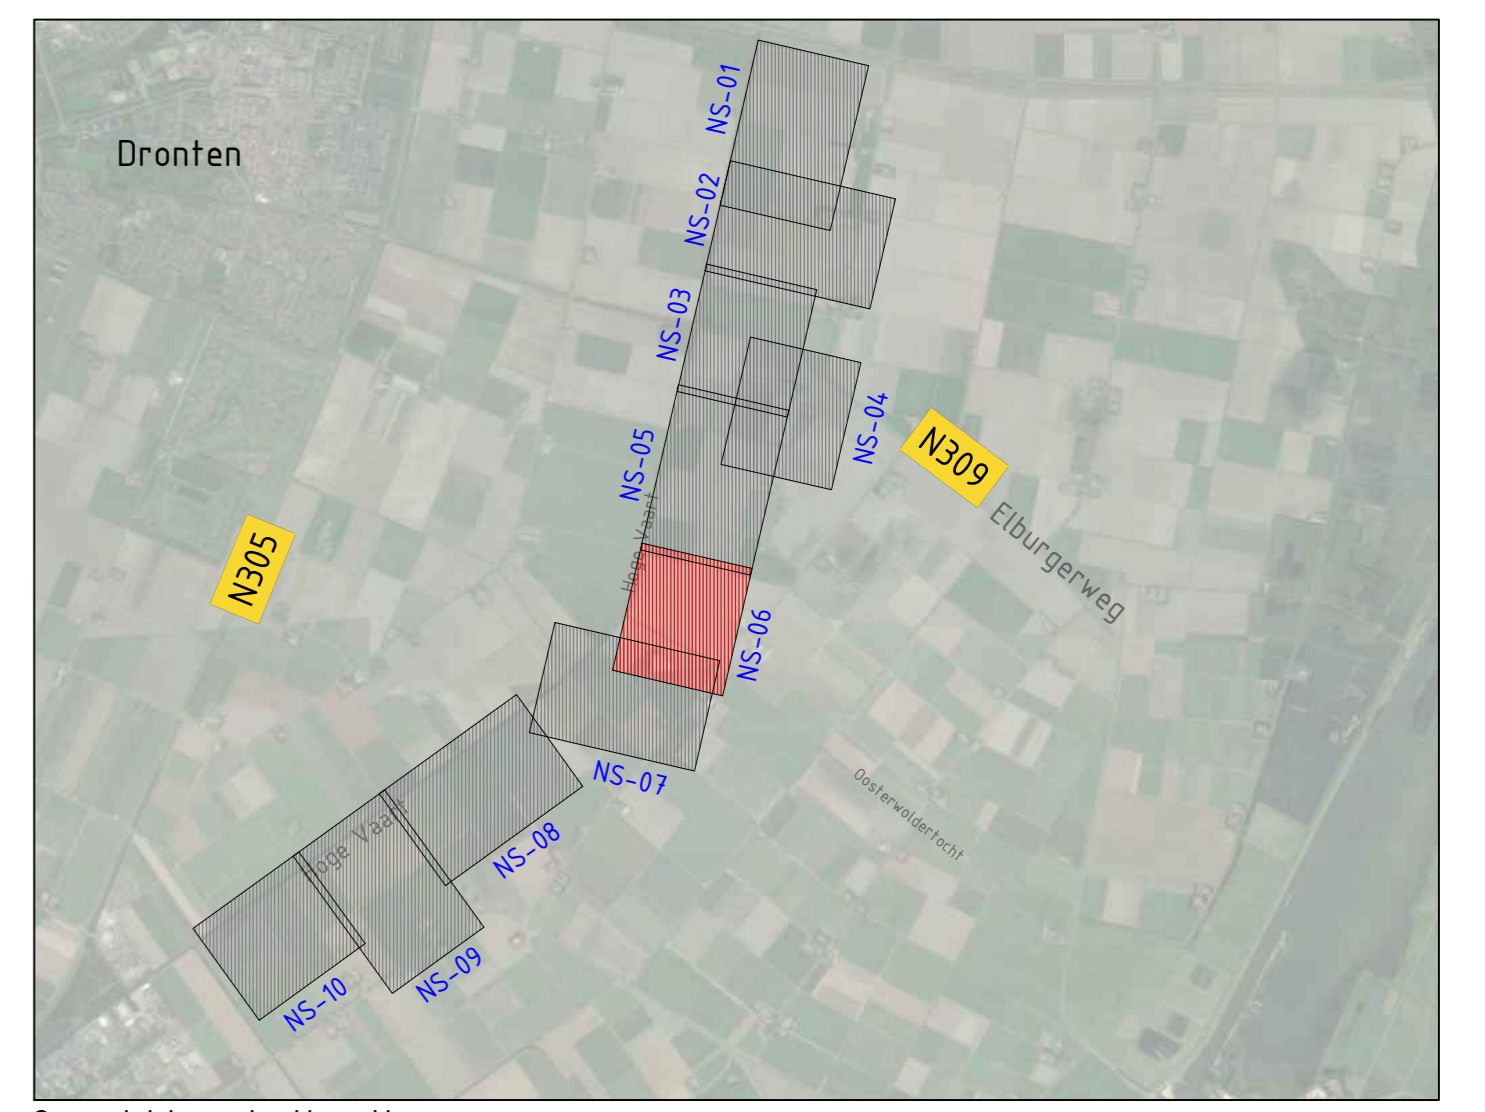 Dronten
NS-01
NS-02
NS-03
NS-04
NS-05
N309
Elburgerweg
Hoge Vaart
N305
NS-06
NS-07
Oosterwoldertocht
Hoge Vaart
NS-08
NS-09
NS-10